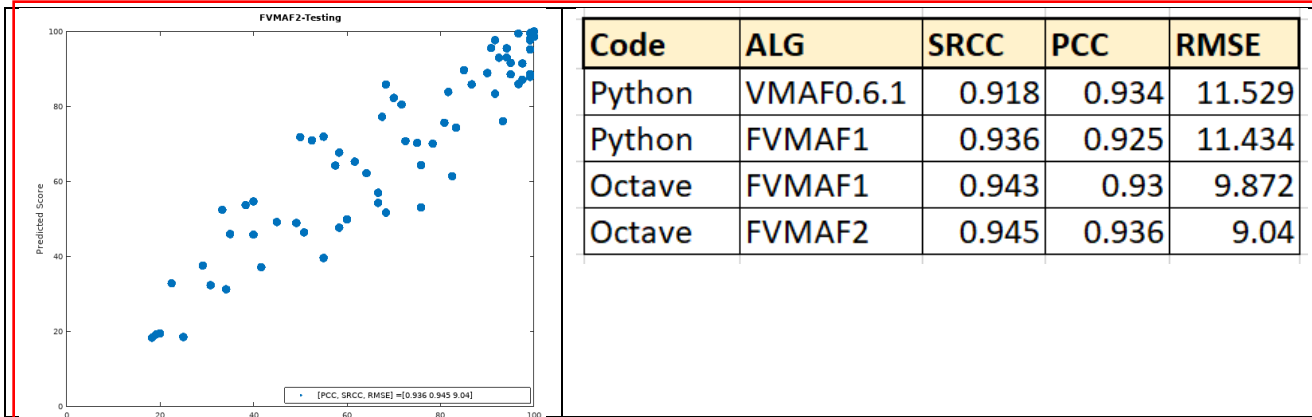 FVMAF2-Testing
100
80
60
40
20
0
Predicted Score
[PCC, SRCC, RMSE] =[0.936 0.945 9.04]
0 20 40 60 80 100
Code ALG SRCC PCC RMSE
Python VMAF0.6.1 0.918 0.934 11.529
Python FVMAF1 0.936 0.925 11.434
Octave FVMAF1 0.943 0.93 9.872
Octave FVMAF2 0.945 0.936 9.04